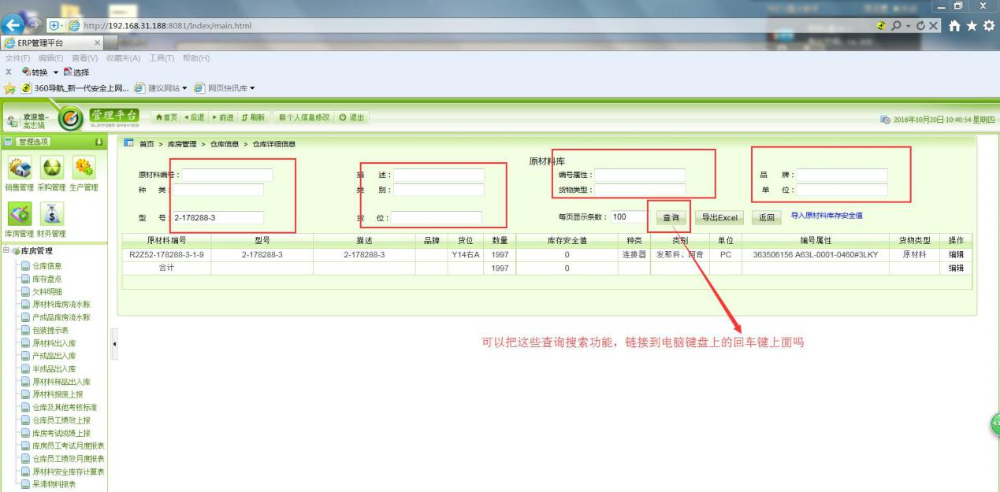 http://192.168.31.188:8081/Index/main.html
ERP管理平台
文件(F) 编辑(E) 查看(V) 收藏夹(A) 工具(T) 帮助(H)
x 转换 选择
360导航_新一代安全上网... 建议网站 网页快讯库
欢迎您~
高志娟
管理平台
PLATFORM SYSYTEM
首页 后退 前进 刷新 个人信息修改 退出
2016年10月20日 10:40:54 星期四
管理选项
首页 > 库房管理 > 仓库信息 > 仓库详细信息
销售管理 采购管理 生产管理
库房管理 财务管理
库房管理
仓库信息
库存盘点
欠料明细
原材料库房流水账
产成品库房流水账
包装提示表
原材料出入库
产成品出入库
半成品出入库
原材料样品出入库
原材料报废上报
仓库及其他考核标准
仓库员工绩效上报
库房考试成绩上报
库房员工考试月度报表
仓库员工绩效月度报表
原材料安全库存计算表
呆滞物料报表
原材料库
原材料编号: 描 述: 编号属性: 品 牌:
种 类: 类 别: 货物类型: 单 位:
型 号: 2-178288-3 货 位: 每页显示条数: 100 查询 导出Excel 返回 导入原材料库存安全值
原材料编号 型号 描述 品牌 货位 数量 库存安全值 种类 类别 单位 编号属性 货物类型 操作
R2Z52-178288-3-1-9 2-178288-3 2-178288-3 Y14右A 1997 0 连接器 发那科、阿奇 PC 363506156 A63L-0001-0460#3LKY 原材料 编辑
合计 1997 0 编辑
可以把这些查询搜索功能，链接到电脑键盘上的回车键上面吗